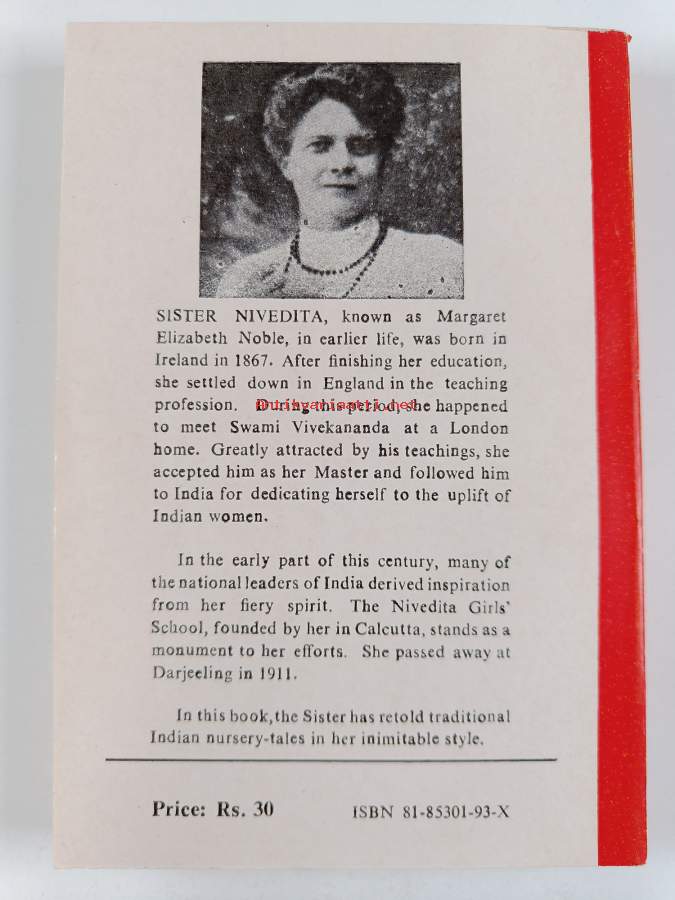 SISTER NIVEDITA, known as Margaret
Elizabeth Noble, in earlier life, was born in
Ireland in 1867. After finishing her education,
she settled down in England in the teaching
profession. During this period, she happened
to meet Swami Vivekananda at a London
home. Greatly attracted by his teachings, she
accepted him as her Master and followed him
to India for dedicating herself to the uplift of
Indian women.
In the early part of this century, many of
the national leaders of India derived inspiration
from her fiery spirit. The Nivedita Girls'
School, founded by her in Calcutta, stands as a
monument to her efforts. She passed away at
Darjeeling in 1911.
In this book, the Sister has retold traditional
Indian nursery-tales in her inimitable style.
Price: Rs. 30 ISBN 81-85301-93-X